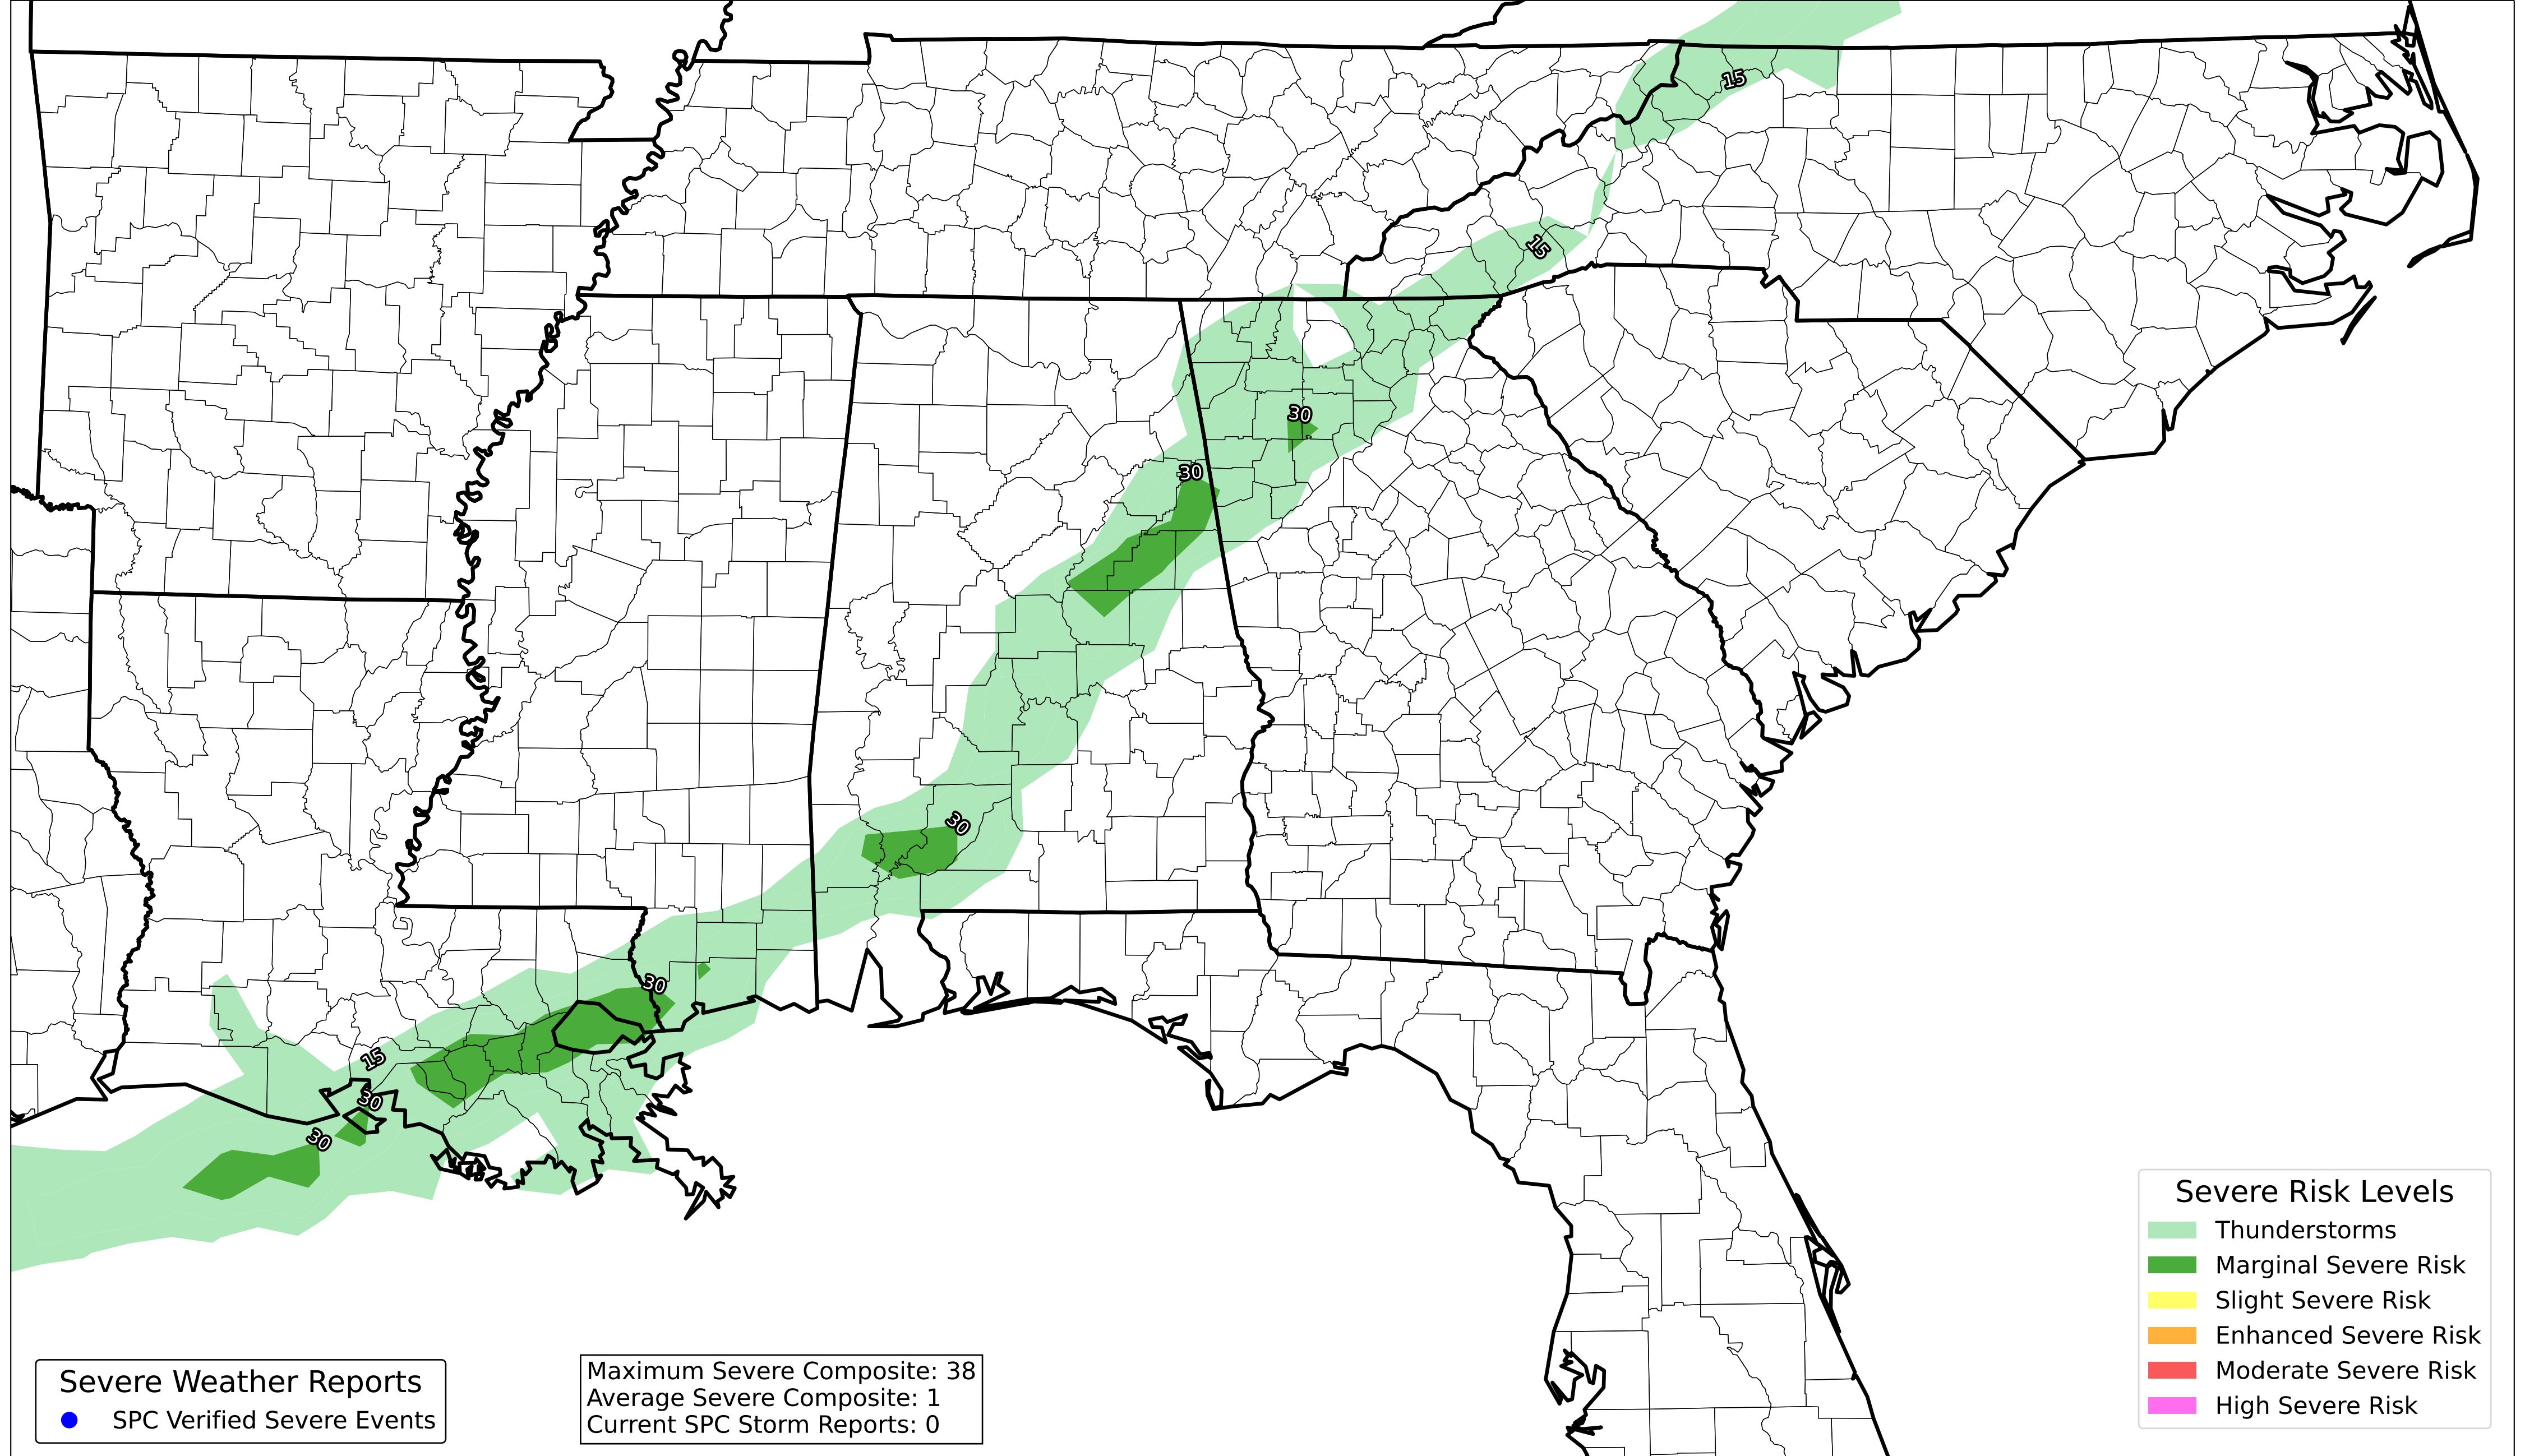 15
15
30
30
30
30
15
30
30
Severe Risk Levels
Thunderstorms
Marginal Severe Risk
Slight Severe Risk
Enhanced Severe Risk
Moderate Severe Risk
High Severe Risk
Maximum Severe Composite: 38
Average Severe Composite: 1
Current SPC Storm Reports: 0
Severe Weather Reports
SPC Verified Severe Events